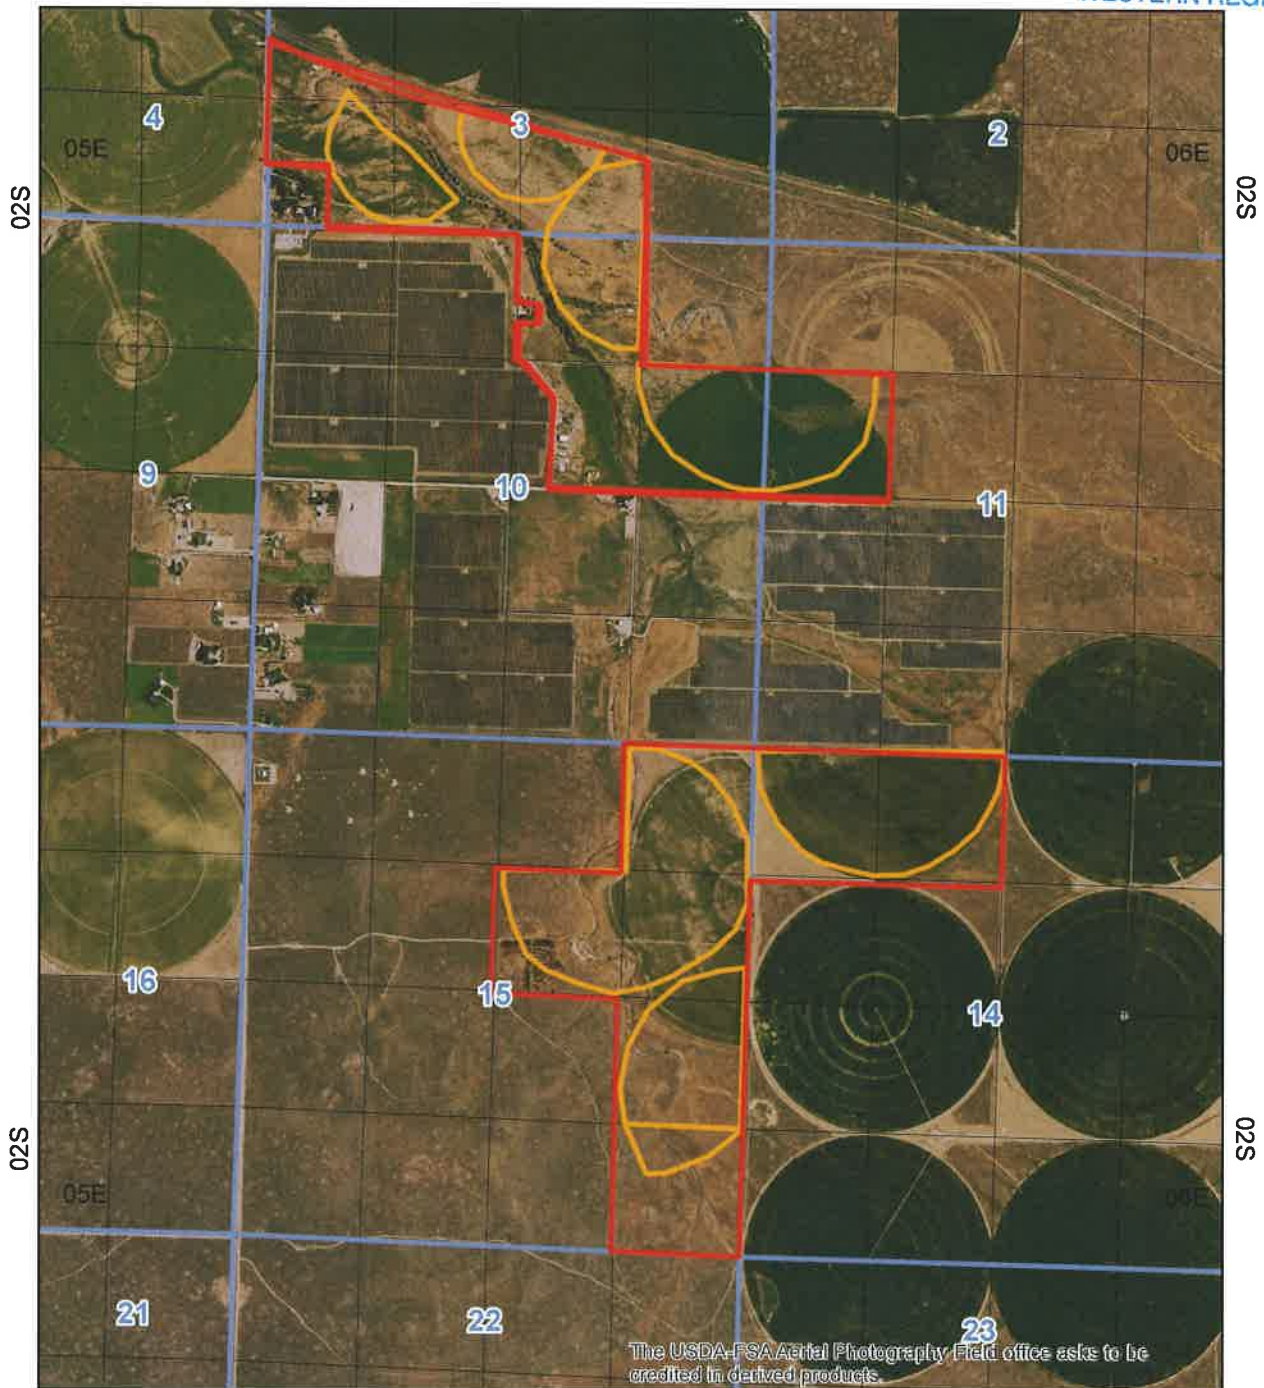 4
3
2
05E
06E
02S
02S
9
10
11
16
15
14
02S
02S
05E
06E
21
22
23
The USDA-FSA Aerial Photography Field office asks to be
credited in derived products.